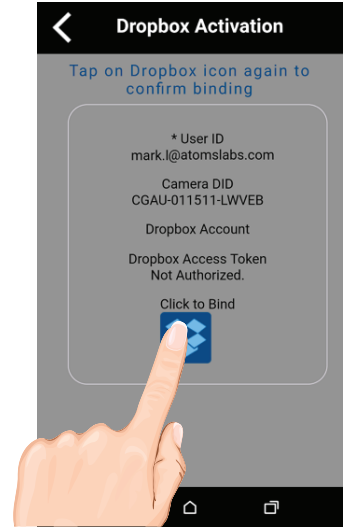 Dropbox Activation
Tap on Dropbox icon again to
confirm binding
* User ID
mark.l@atomslabs.com
Camera DID
CGAU-011511-LWVEB
Dropbox Account
Dropbox Access Token
Not Authorized.
Click to Bind